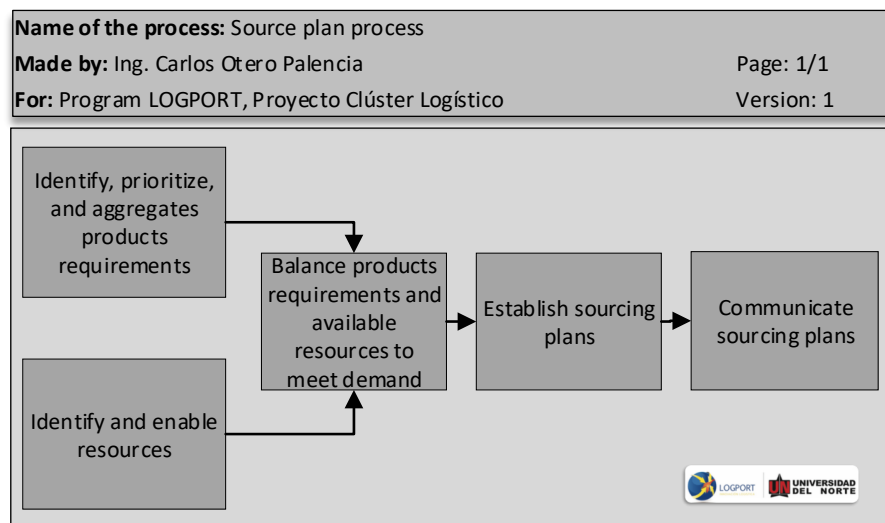 Name of the process: Source plan process
Made by: Ing. Carlos Otero Palencia
Page: 1/1
For: Program LOGPORT, Proyecto Clúster Logístico
Version: 1
Identify, prioritize,
and aggregates
products
requirements
Identify and enable
resources
Balance products
requirements and
available
resources to
meet demand
Establish sourcing
plans
Communicate
sourcing plans
LOGPORT
UN
UNIVERSIDAD
DEL NORTE